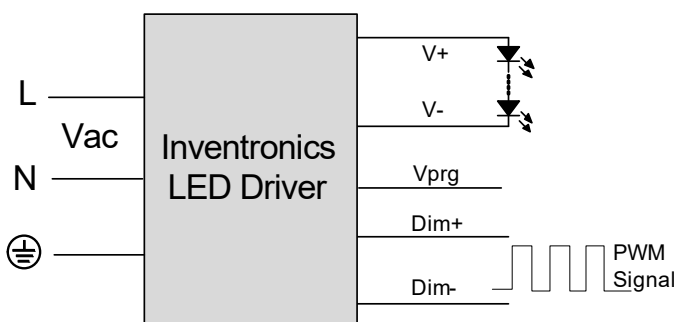 L
Vac
N
Inventronics
LED Driver
V+
V-
Vprg
Dim+
Dim-
PWM
Signal